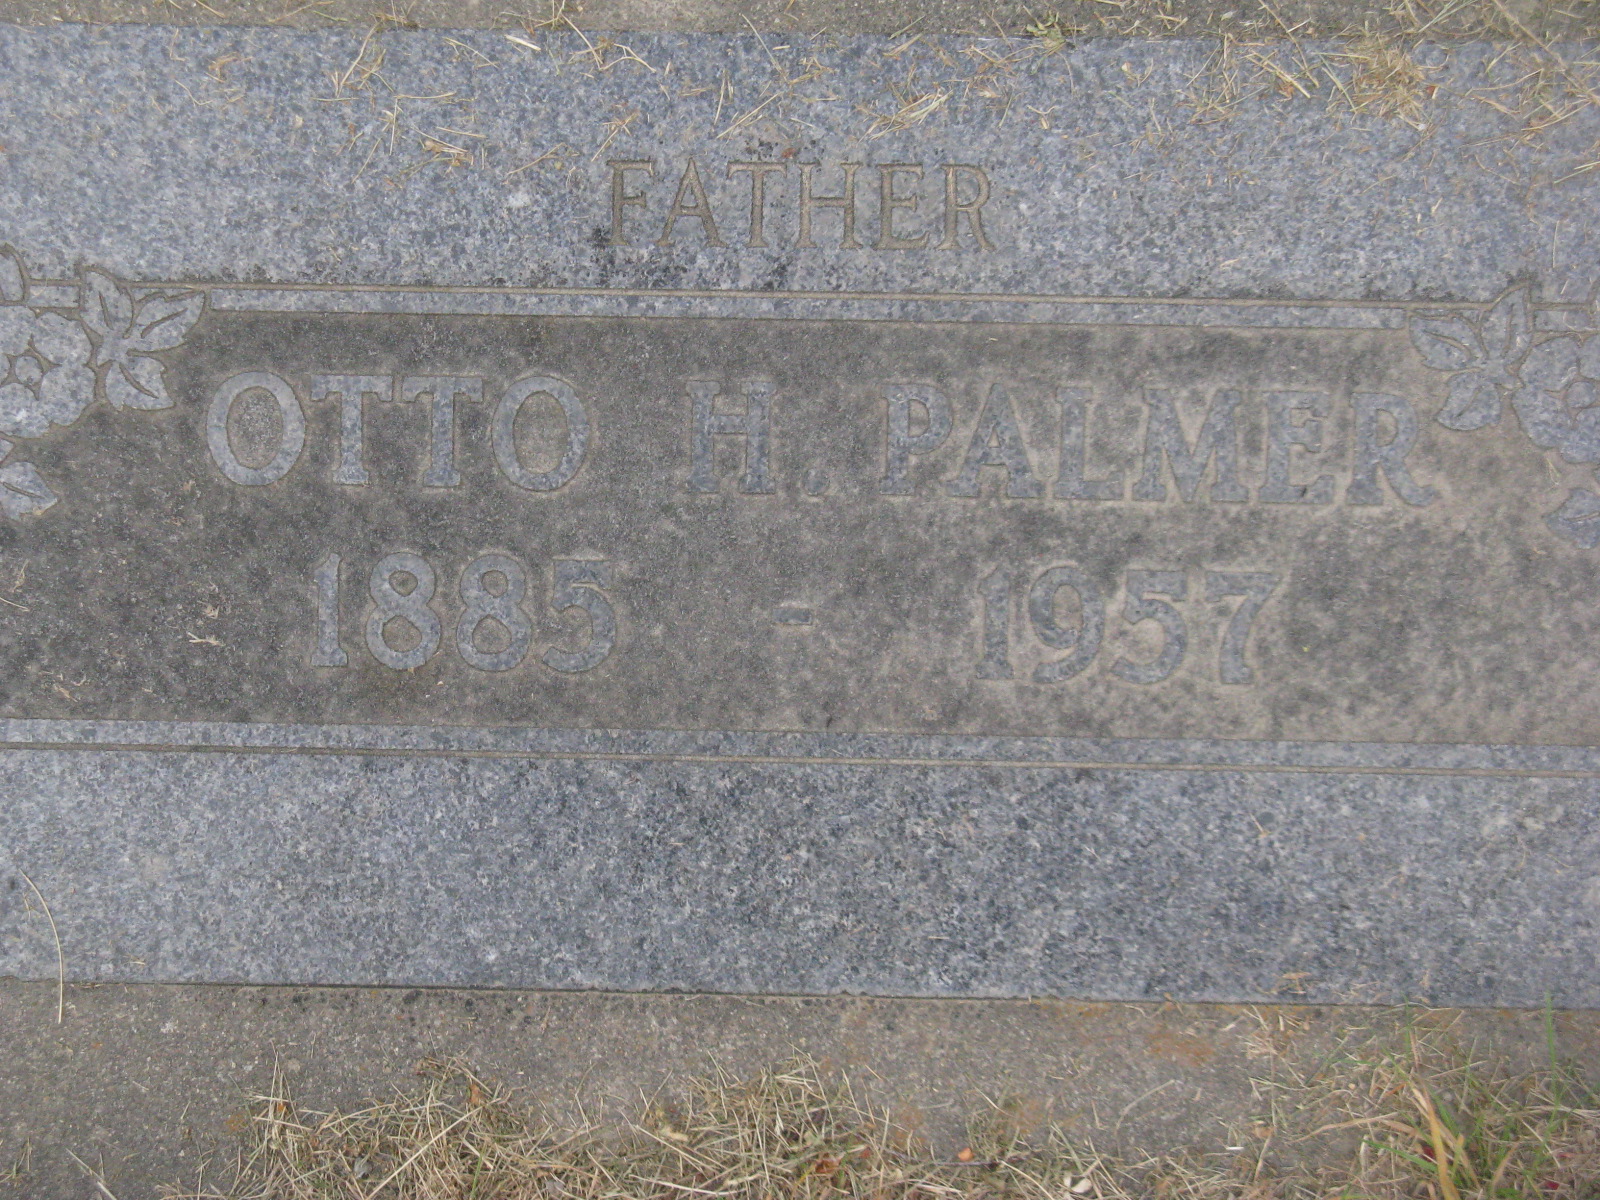 FATHER
OTTO H. PALMER
1885 - 1957